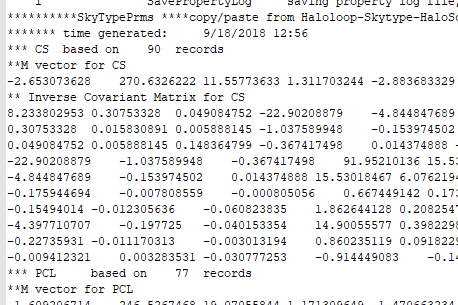 1 SavePropertyLog saving property log file,
**********SkyTypePrms ****copy/paste from Haloloop-Skytype-HaloSo
******* time generated: 9/18/2018 12:56
*** CS based on 90 records
**M vector for CS
-2.653073628 270.6326222 11.55773633 1.311703244 -2.883683329
** Inverse Covariant Matrix for CS
8.233802953 0.30753328 0.049084752 -22.90208879 -4.844847689
0.30753328 0.015830891 0.005888145 -1.037589948 -0.153974502
0.049084752 0.005888145 0.148364799 -0.367417498 0.014374888 -
-22.90208879 -1.037589948 -0.367417498 91.95210136 15.53
-4.844847689 -0.153974502 0.014374888 15.53018467 6.0762194
-0.175944694 -0.007808559 -0.000805056 0.667449142 0.173
-0.15494014 -0.012305636 -0.060823835 1.862644128 0.2082547
-4.397710707 -0.197725 -0.040153354 14.90055577 0.3982298
-0.22735931 -0.011170313 -0.003013194 0.860235119 0.0918229
-0.009412321 0.003283531 -0.030777253 -0.914449083 -0.14
*** PCL based on 77 records
**M vector for PCL